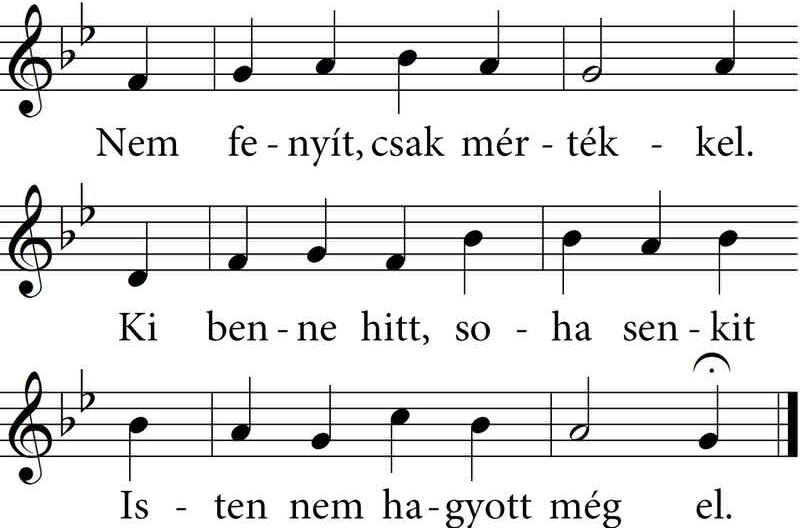 Nem fe - nyít, csak mér - ték - kel.
Ki ben - ne hitt, so - ha sen - kit
Is - ten nem ha - gyott még el.